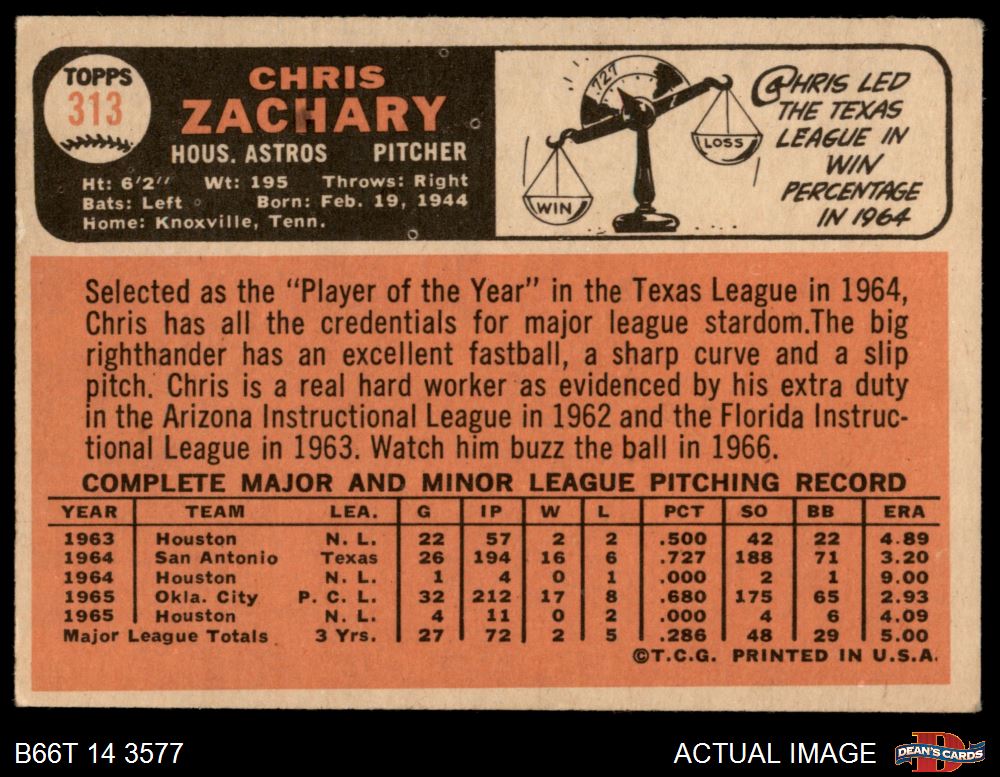 TOPPS
313
CHRIS
ZACHARY
HOUS. ASTROS PITCHER
Ht: 6'2" Wt: 195 Throws: Right
Bats: Left Born: Feb. 19, 1944
Home: Knoxville, Tenn.
.727
WIN
LOSS
CHRIS LED
THE TEXAS
LEAGUE IN
WIN
PERCENTAGE
IN 1964
Selected as the "Player of the Year" in the Texas League in 1964,
Chris has all the credentials for major league stardom.The big
righthander has an excellent fastball, a sharp curve and a slip
pitch. Chris is a real hard worker as evidenced by his extra duty
in the Arizona Instructional League in 1962 and the Florida Instruc-
tional League in 1963. Watch him buzz the ball in 1966.
COMPLETE MAJOR AND MINOR LEAGUE PITCHING RECORD
YEAR TEAM LEA. G IP W L PCT SO BB ERA
1963 Houston N. L. 22 57 2 2 .500 42 22 4.89
1964 San Antonio Texas 26 194 16 6 .727 188 71 3.20
1964 Houston N. L. 1 4 0 1 .000 2 1 9.00
1965 Okla. City P. C. L. 32 212 17 8 .680 175 65 2.93
1965 Houston N. L. 4 11 0 2 .000 4 6 4.09
Major League Totals 3 Yrs. 27 72 2 5 .286 48 29 5.00
©T.C.G. PRINTED IN U.S.A.
B66T 14 3577
ACTUAL IMAGE
DEAN'S CARDS